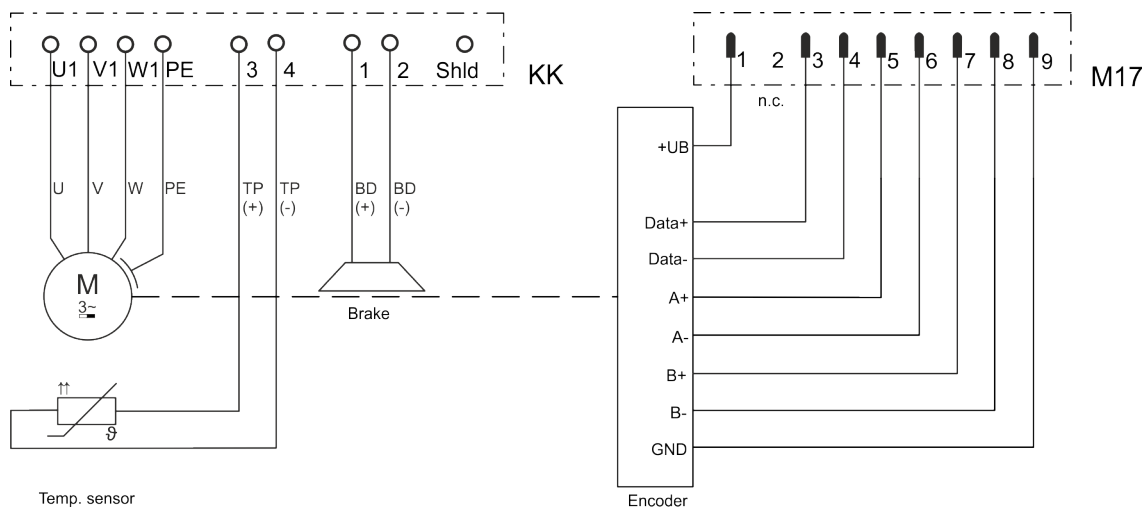 U1 V1 W1 PE 3 4 1 2 Shld
KK
1 2 3 4 5 6 7 8 9
M17
n.c.
U V W PE TP (+) TP (-) BD (+) BD (-)
M
3~
Brake
↑↑
ϑ
Temp. sensor
+UB
Data+
Data-
A+
A-
B+
B-
GND
Encoder